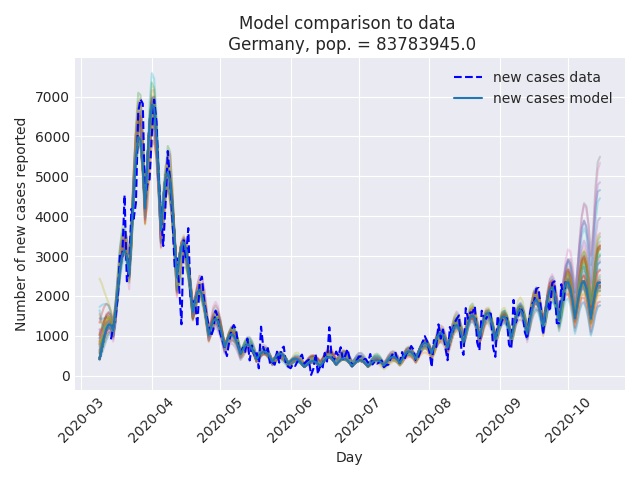 Model comparison to data
Germany, pop. = 83783945.0
new cases data
new cases model
Number of new cases reported
7000
6000
5000
4000
3000
2000
1000
0
2020-03
2020-04
2020-05
2020-06
2020-07
2020-08
2020-09
2020-10
Day